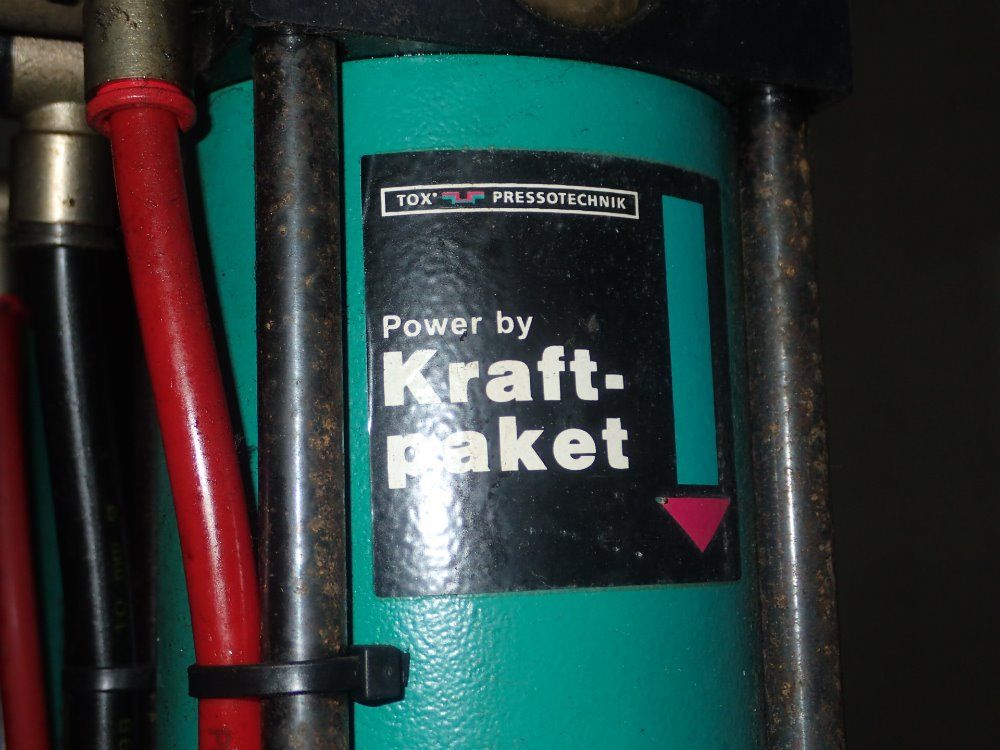 TOX® PRESSOTECHNIK
Power by
Kraft-
paket